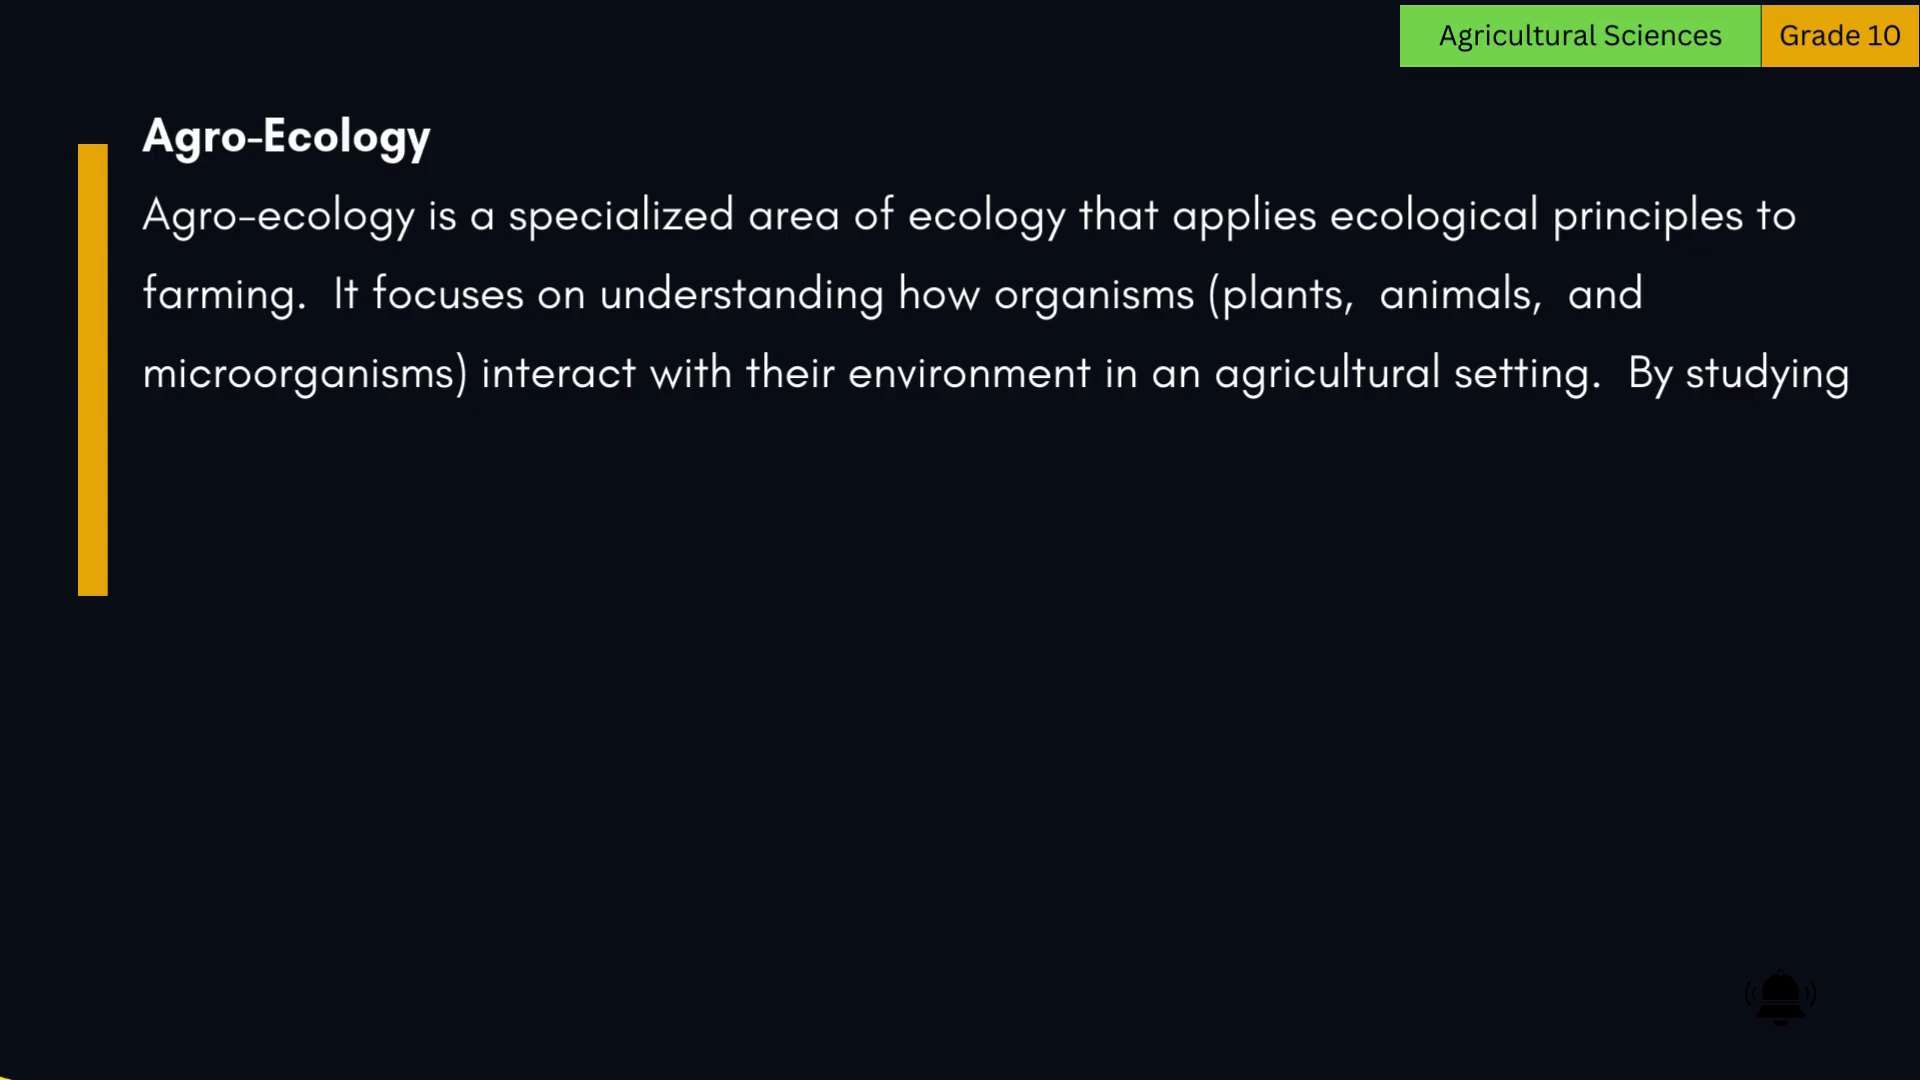 Agricultural Sciences Grade 10
Agro-Ecology
Agro-ecology is a specialized area of ecology that applies ecological principles to
farming. It focuses on understanding how organisms (plants, animals, and
microorganisms) interact with their environment in an agricultural setting. By studying